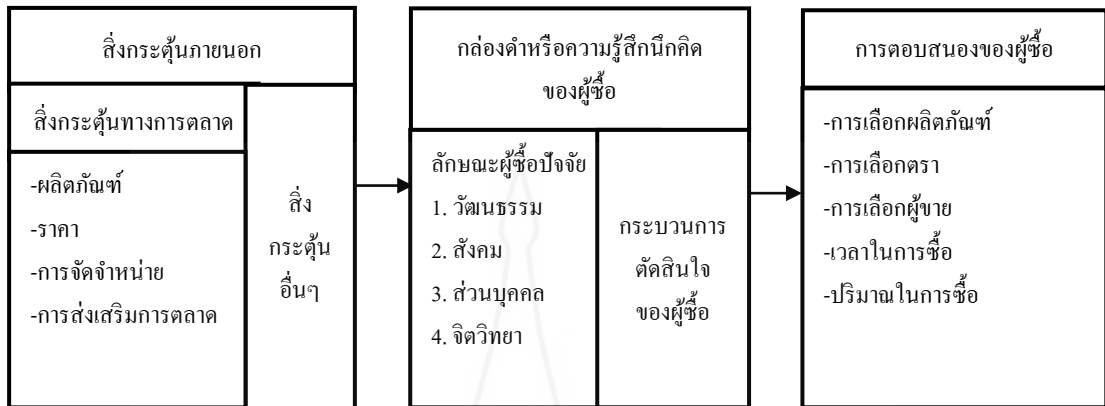 สิ่งกระตุ้นภายนอก
สิ่งกระตุ้นทางการตลาด
-ผลิตภัณฑ์
-ราคา
-การจัดจำหน่าย
-การส่งเสริมการตลาด
สิ่ง
กระตุ้น
อื่นๆ
กล่องดำหรือความรู้สึกนึกคิด
ของผู้ซื้อ
ลักษณะผู้ซื้อปัจจัย
1. วัฒนธรรม
2. สังคม
3. ส่วนบุคคล
4. จิตวิทยา
กระบวนการ
ตัดสินใจ
ของผู้ซื้อ
การตอบสนองของผู้ซื้อ
-การเลือกผลิตภัณฑ์
-การเลือกตรา
-การเลือกผู้ขาย
-เวลาในการซื้อ
-ปริมาณในการซื้อ